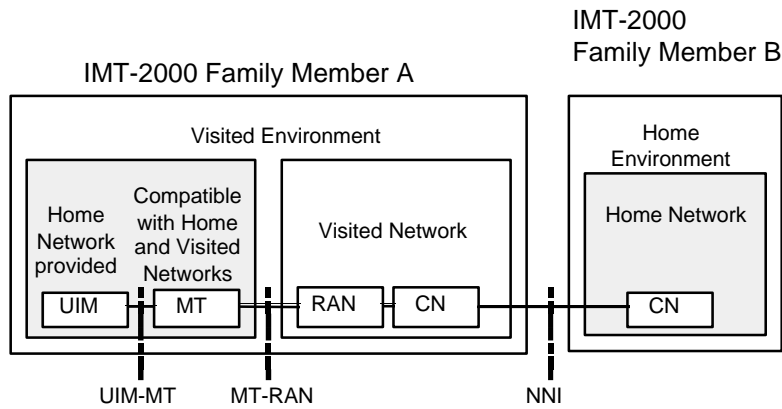 IMT-2000
Family Member B
IMT-2000 Family Member A
Visited Environment
Home
Environment
Home
Network
provided
Compatible
with Home
and Visited
Networks
Visited Network
Home Network
UIM
MT
RAN
CN
CN
UIM-MT
MT-RAN
NNI